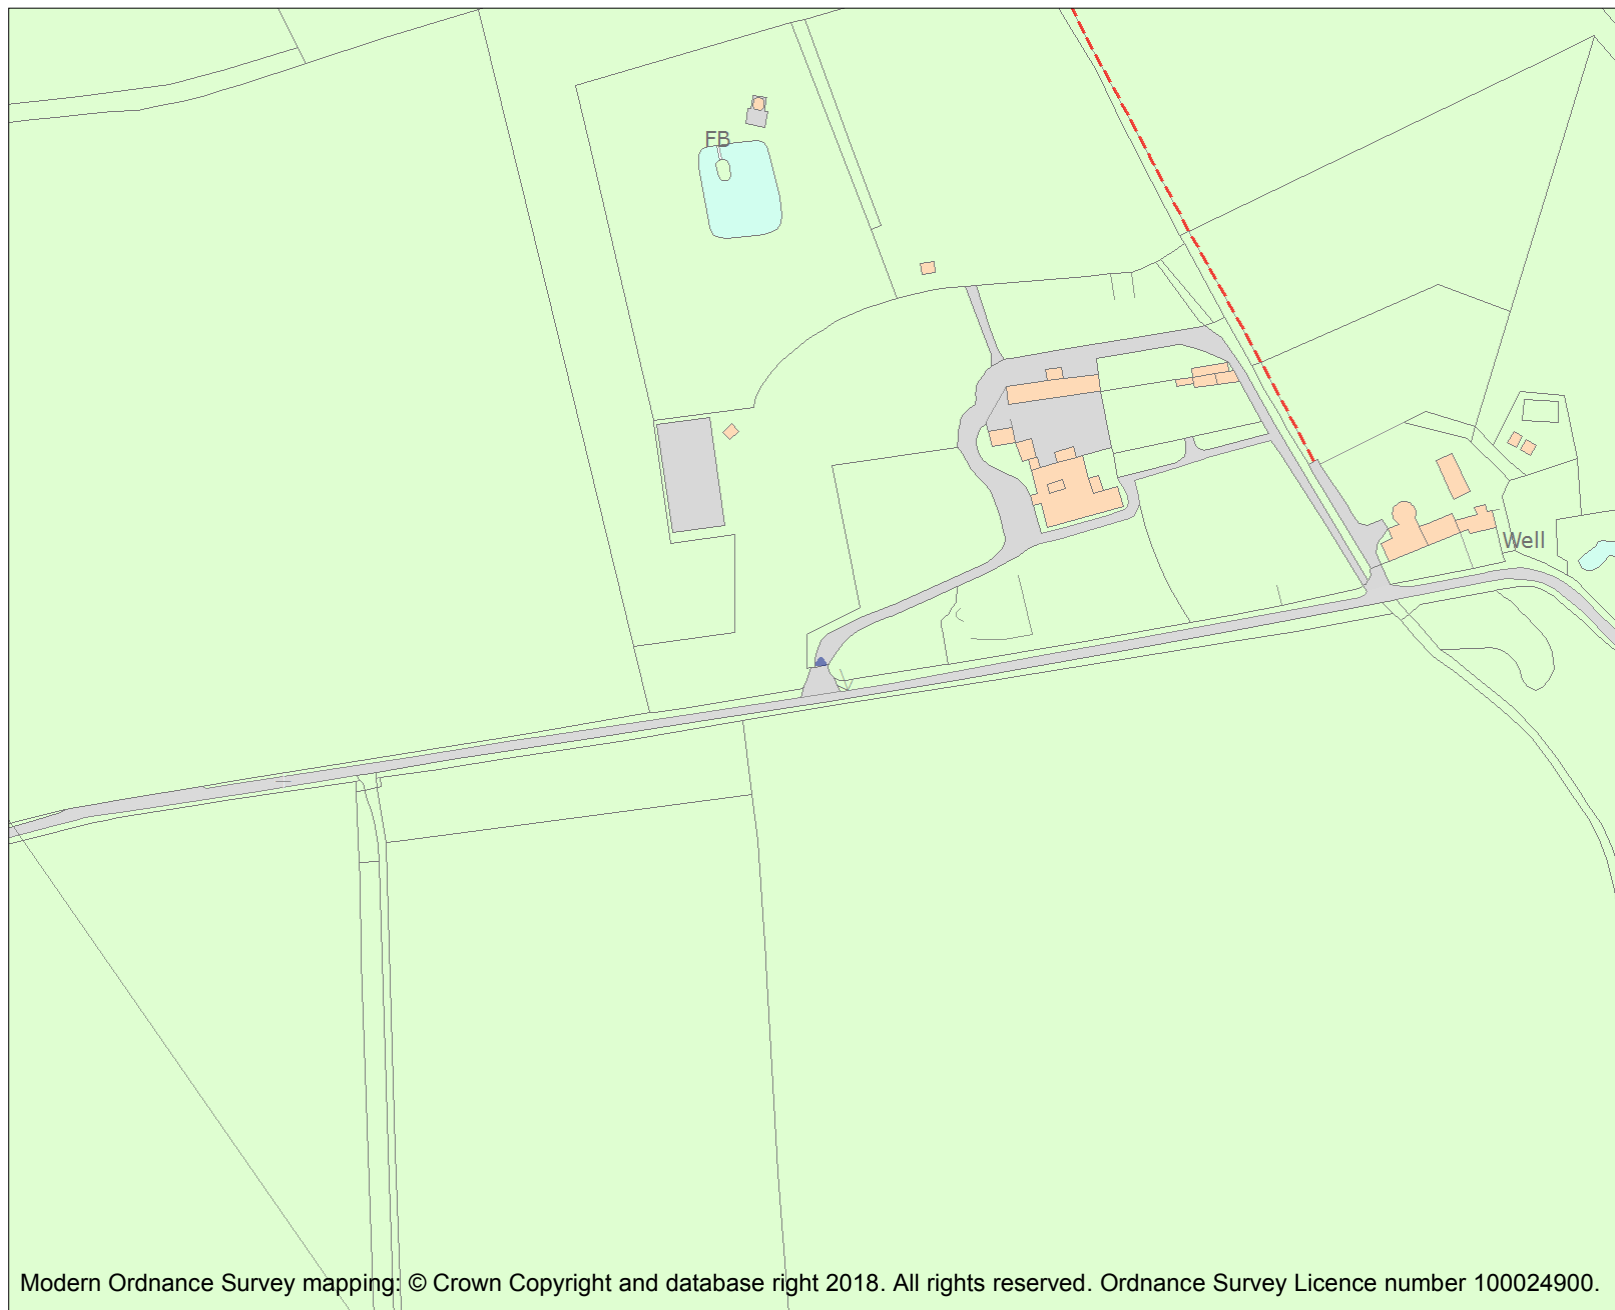 FB
Well
Modern Ordnance Survey mapping: © Crown Copyright and database right 2018. All rights reserved. Ordnance Survey Licence number 100024900.